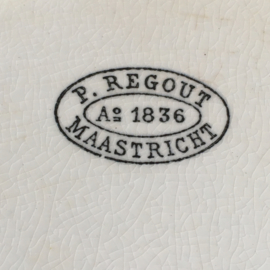 P. REGOUT
Aº 1836
MAASTRICHT